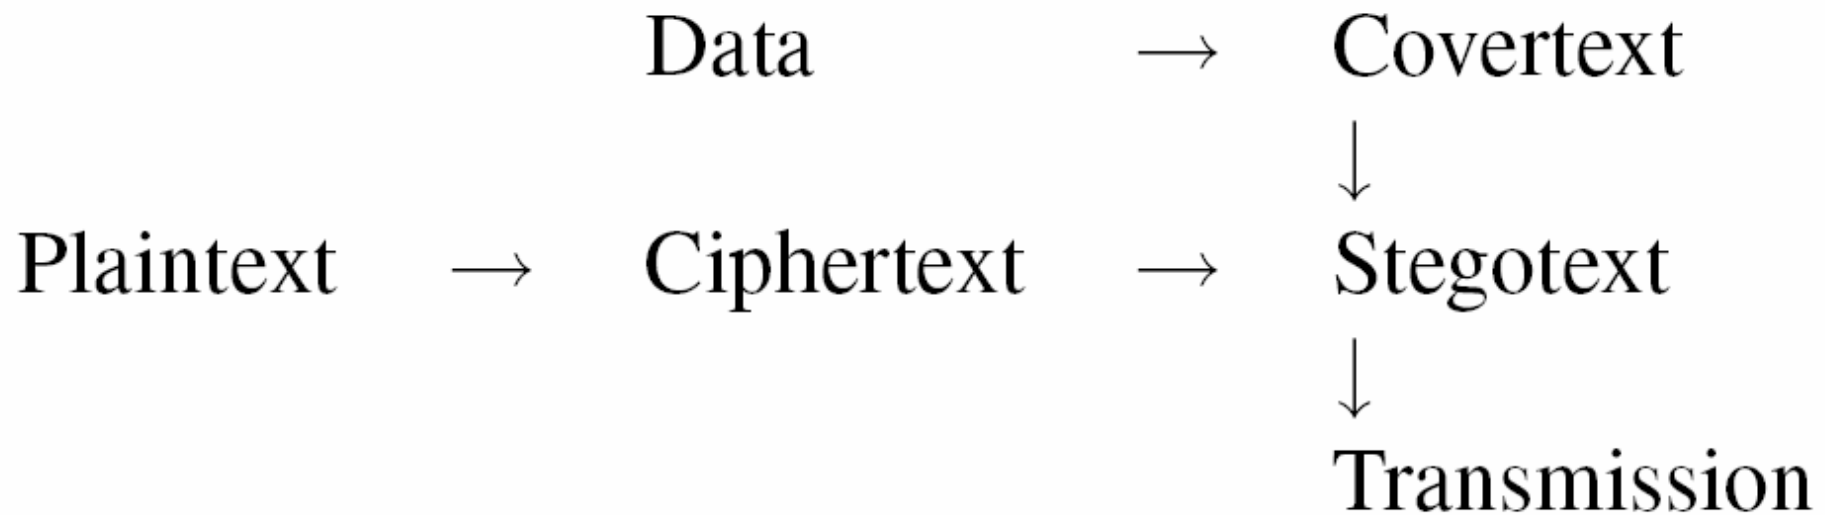 Data → Covertext
↓
Plaintext → Ciphertext → Stegotext
↓
Transmission